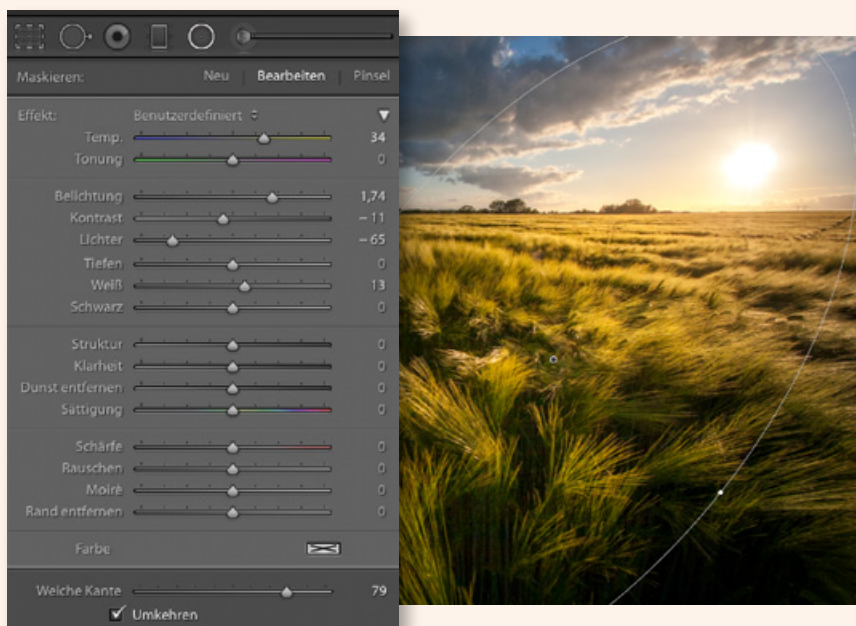 Maskieren: Neu | Bearbeiten | Pinsel
Effekt: Benutzerdefiniert
Temp. 34
Tonung 0
Belichtung 1,74
Kontrast – 11
Lichter – 65
Tiefen 0
Weiß 13
Schwarz 0
Struktur 0
Klarheit 0
Dunst entfernen 0
Sättigung 0
Schärfe 0
Rauschen 0
Moiré 0
Rand entfernen 0
Farbe
Weiche Kante 79
Umkehren